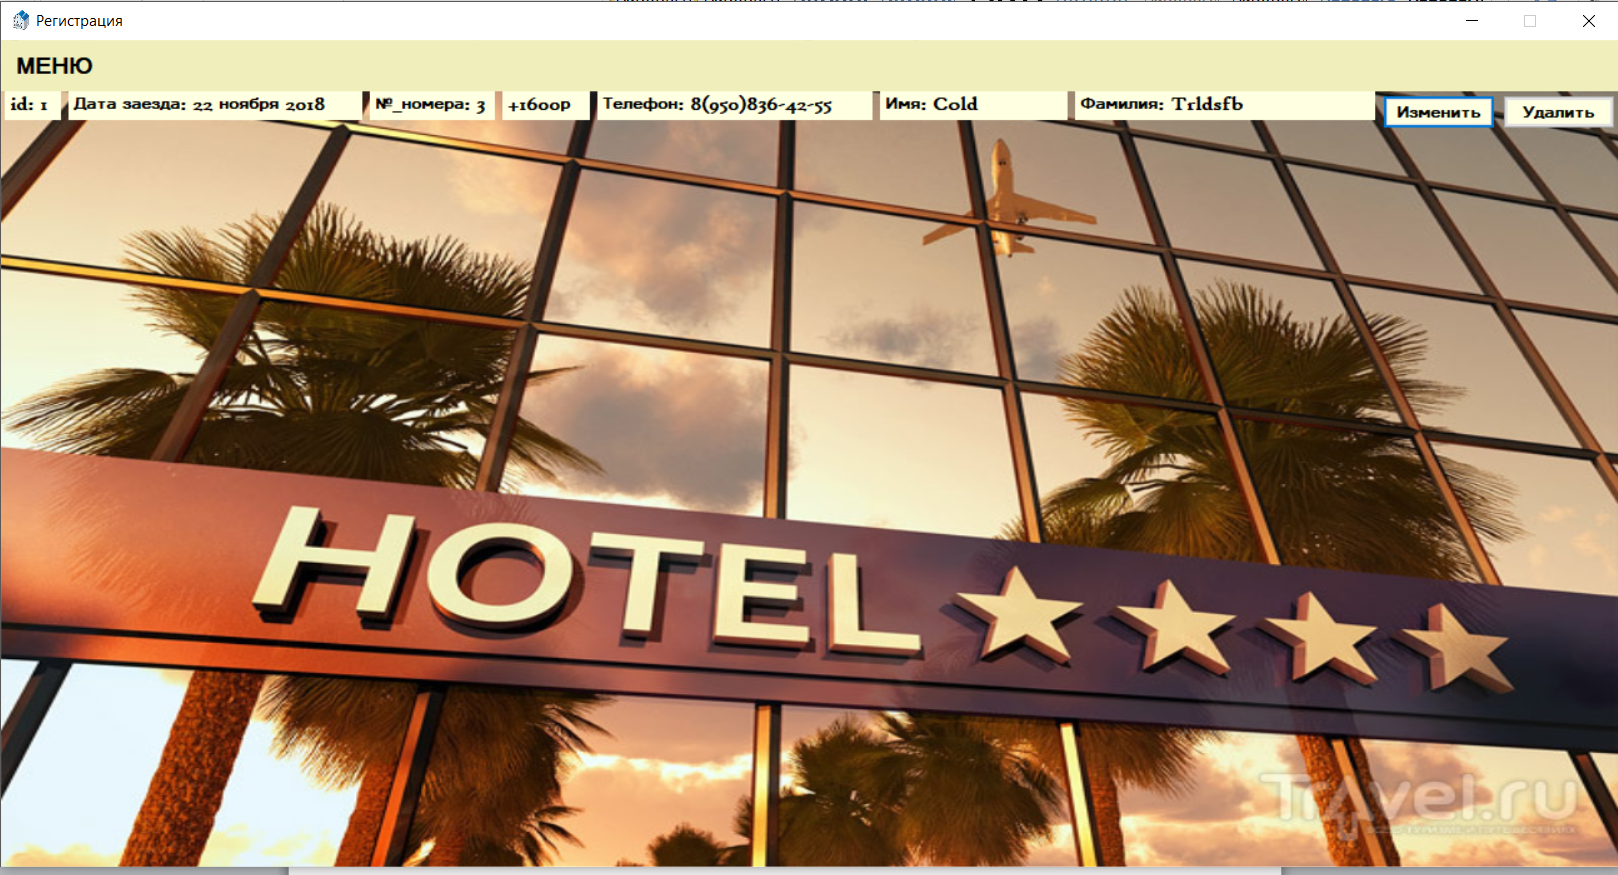 Регистрация
МЕНЮ
id: 1 Дата заезда: 22 ноября 2018 №_номера: 3 +1600р Телефон: 8(950)836-42-55 Имя: Cold Фамилия: Trldsfb Изменить Удалить
HOTEL
Travel.ru